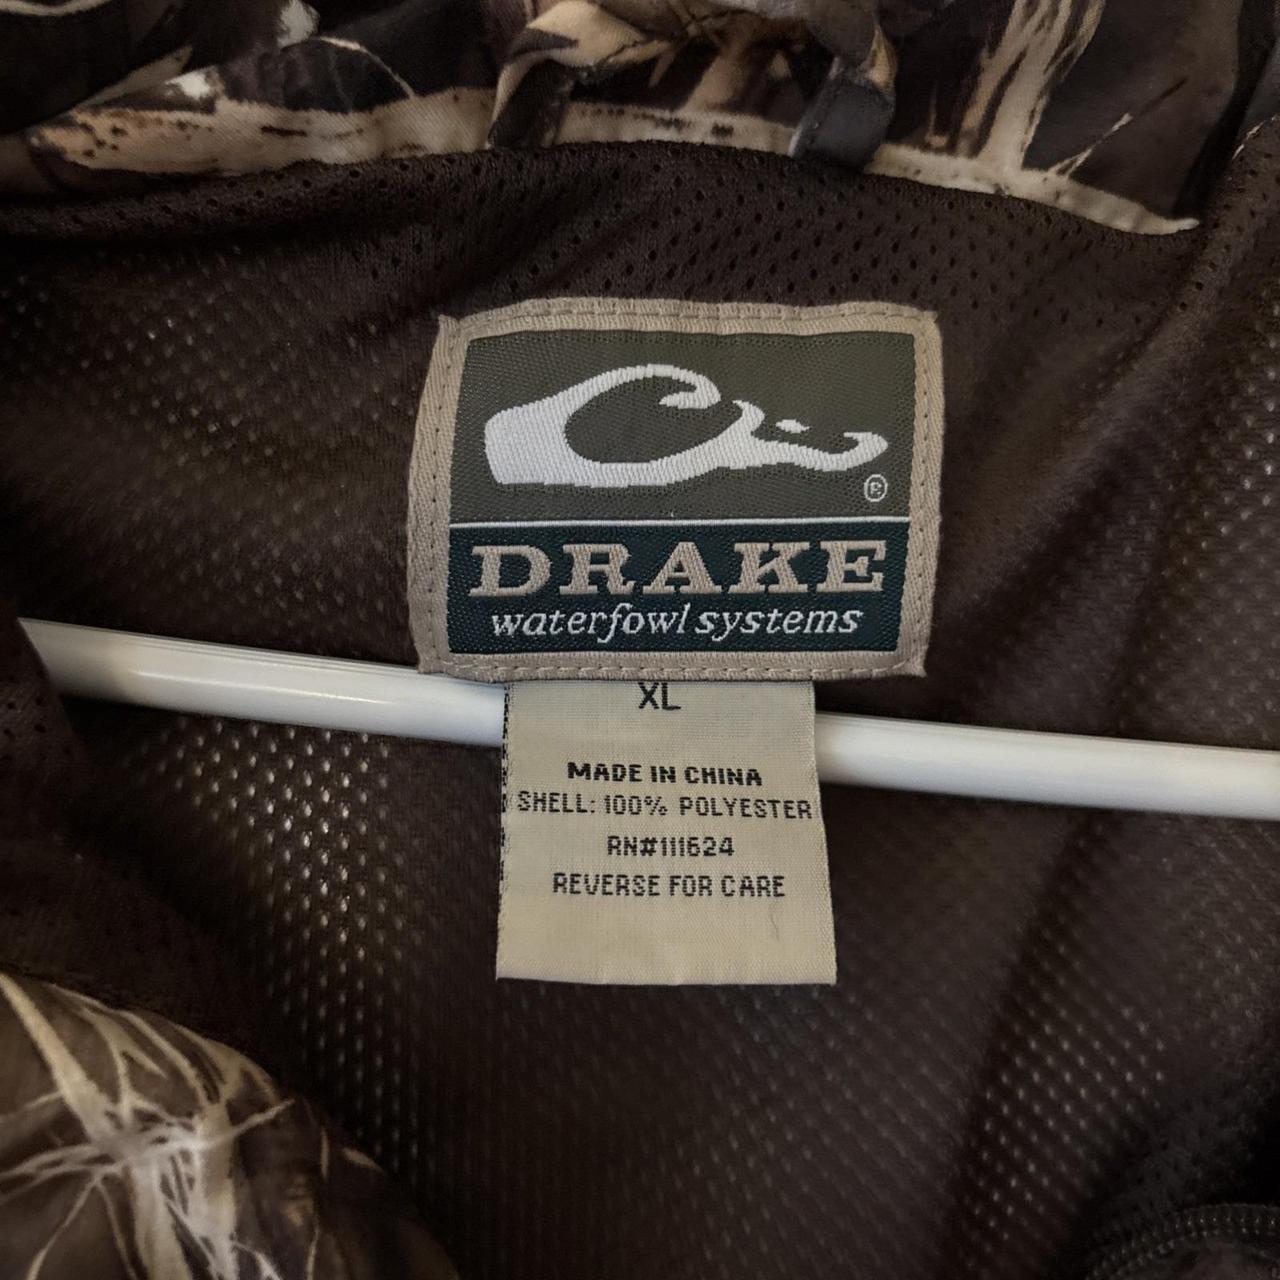 ®
DRAKE
waterfowl systems
XL
MADE IN CHINA
SHELL: 100% POLYESTER
RN#111624
REVERSE FOR CARE